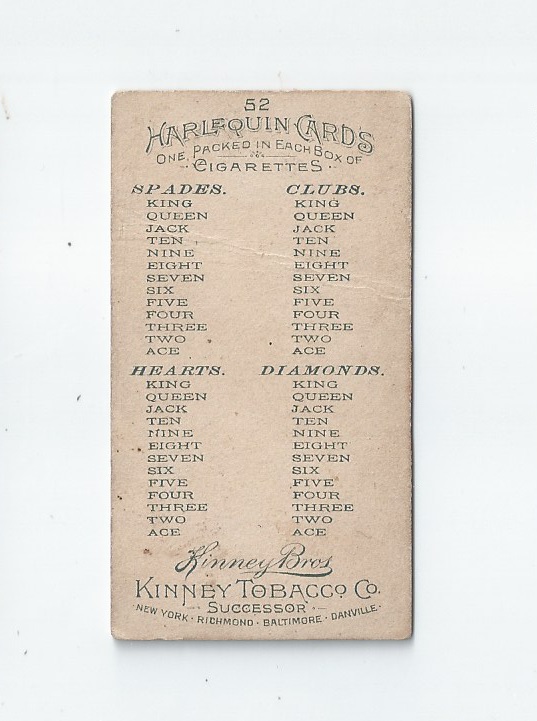 52
HARLEQUIN CARDS
ONE PACKED IN EACH BOX OF
CIGARETTES
SPADES.
KING
QUEEN
JACK
TEN
NINE
EIGHT
SEVEN
SIX
FIVE
FOUR
THREE
TWO
ACE
CLUBS.
KING
QUEEN
JACK
TEN
NINE
EIGHT
SEVEN
SIX
FIVE
FOUR
THREE
TWO
ACE
HEARTS.
KING
QUEEN
JACK
TEN
NINE
EIGHT
SEVEN
SIX
FIVE
FOUR
THREE
TWO
ACE
DIAMONDS.
KING
QUEEN
JACK
TEN
NINE
EIGHT
SEVEN
SIX
FIVE
FOUR
THREE
TWO
ACE
Kinney Bros
KINNEY TOBACCO CO.
SUCCESSOR
NEW YORK · RICHMOND · BALTIMORE · DANVILLE ·